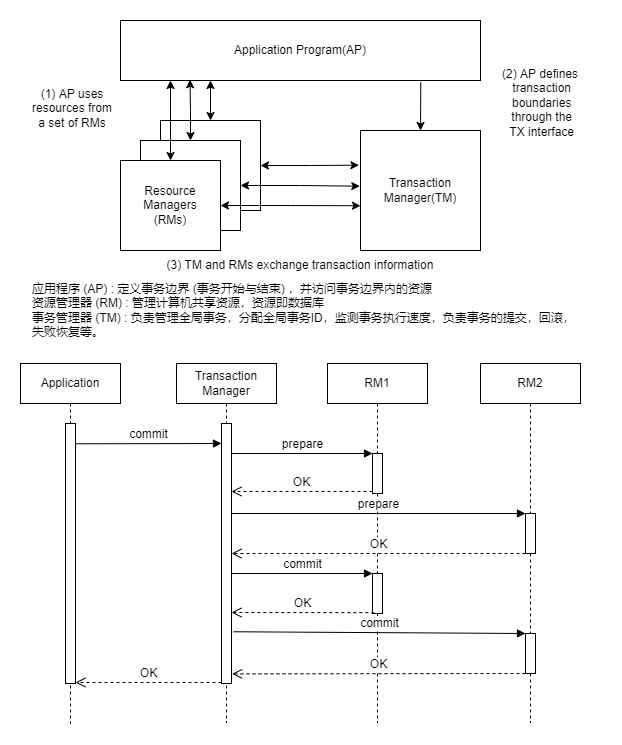 Application Program(AP)
(1) AP uses
resources from
a set of RMs
(2) AP defines
transaction
boundaries
through the
TX interface
Resource
Managers
(RMs)
Transaction
Manager(TM)
(3) TM and RMs exchange transaction information
应用程序 (AP) : 定义事务边界 (事务开始与结束) ，并访问事务边界内的资源
资源管理器 (RM) : 管理计算机共享资源，资源即数据库
事务管理器 (TM) : 负责管理全局事务，分配全局事务ID，监测事务执行速度，负责事务的提交，回滚，
失败恢复等。
Application
Transaction
Manager
RM1
RM2
commit
prepare
OK
prepare
OK
commit
OK
commit
OK
OK